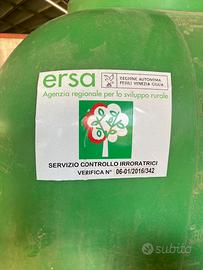 ersa
REGIONE AUTONOMA
FRIULI VENEZIA GIULIA
Agenzia regionale per lo sviluppo rurale
SERVIZIO CONTROLLO IRRORATRICI
VERIFICA N° 06-01/2016/342
subito